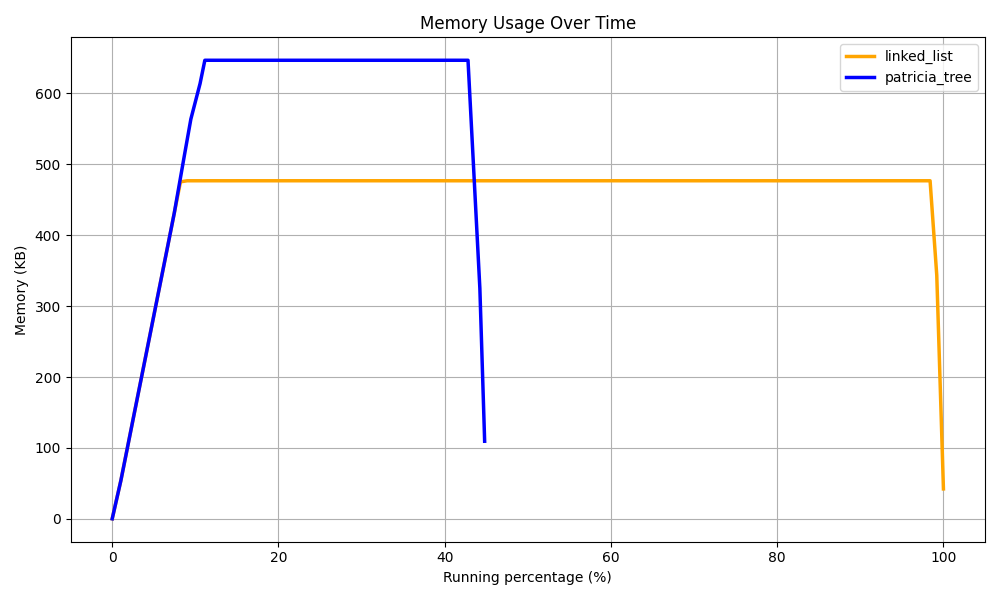 Memory Usage Over Time
linked_list
patricia_tree
Memory (KB)
600
500
400
300
200
100
0
0 20 40 60 80 100
Running percentage (%)